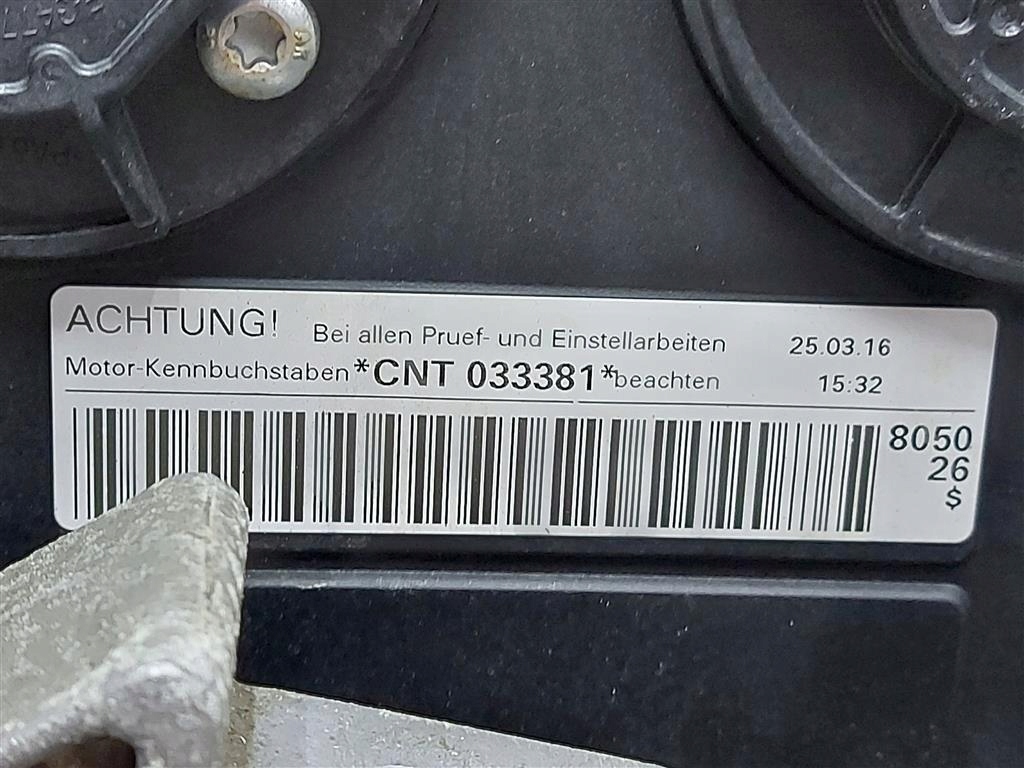 ACHTUNG! Bei allen Pruef- und Einstellarbeiten 25.03.16
Motor-Kennbuchstaben *CNT 033381* beachten 15:32
8050
26
$